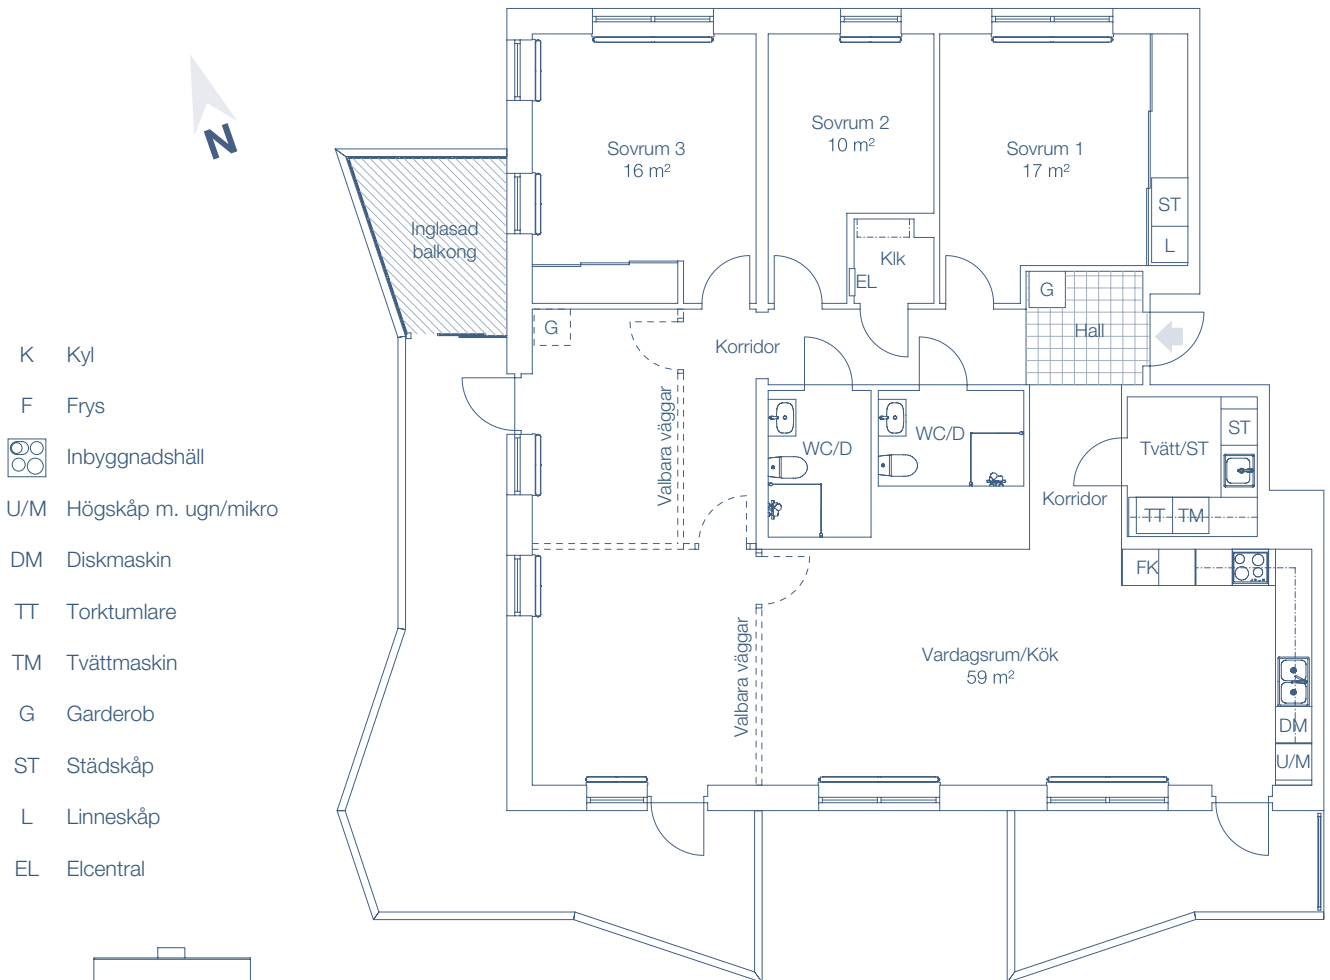 N
K Kyl
F Frys
Inbyggnadshäll
U/M Högskåp m. ugn/mikro
DM Diskmaskin
TT Torktumlare
TM Tvättmaskin
G Garderob
ST Städskåp
L Linneskåp
EL Elcentral
Sovrum 3
16 m²
Sovrum 2
10 m²
Sovrum 1
17 m²
ST
L
Inglasad
balkong
Klk
EL
G
Hall
G
Korridor
Valbara väggar
WC/D
WC/D
Tvätt/ST
ST
TT TM
Korridor
FK
Valbara väggar
Vardagsrum/Kök
59 m²
DM
U/M